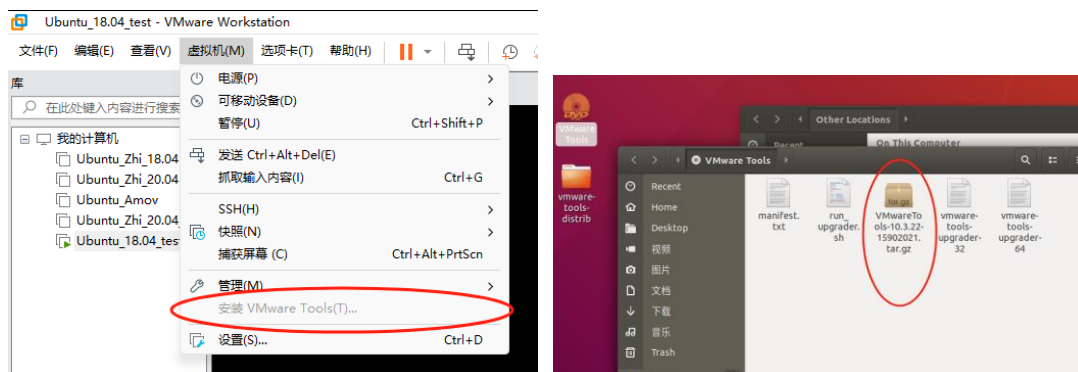 Ubuntu_18.04_test - VMware Workstation
文件(F) 编辑(E) 查看(V) 虚拟机(M) 选项卡(T) 帮助(H)
库
在此处键入内容进行搜索
我的计算机
Ubuntu_Zhi_18.04
Ubuntu_Zhi_20.04
Ubuntu_Amov
Ubuntu_Zhi_20.04
Ubuntu_18.04_tes
电源(P)
可移动设备(D)
暂停(U) Ctrl+Shift+P
发送 Ctrl+Alt+Del(E)
抓取输入内容(I) Ctrl+G
SSH(H)
快照(N)
捕获屏幕 (C) Ctrl+Alt+PrtScn
管理(M)
安装 VMware Tools(T)...
设置(S)... Ctrl+D
DVD
VMware
Tools
vmware-
tools-
distrib
Other Locations
Recent
On This Computer
VMware Tools
Recent
Home
Desktop
视频
图片
文档
下载
音乐
Trash
manifest.
txt
run_
upgrader.
sh
tar.gz
VMwareTo
ols-10.3.22-
15902021.
tar.gz
vmware-
tools-
upgrader-
32
vmware-
tools-
upgrader-
64